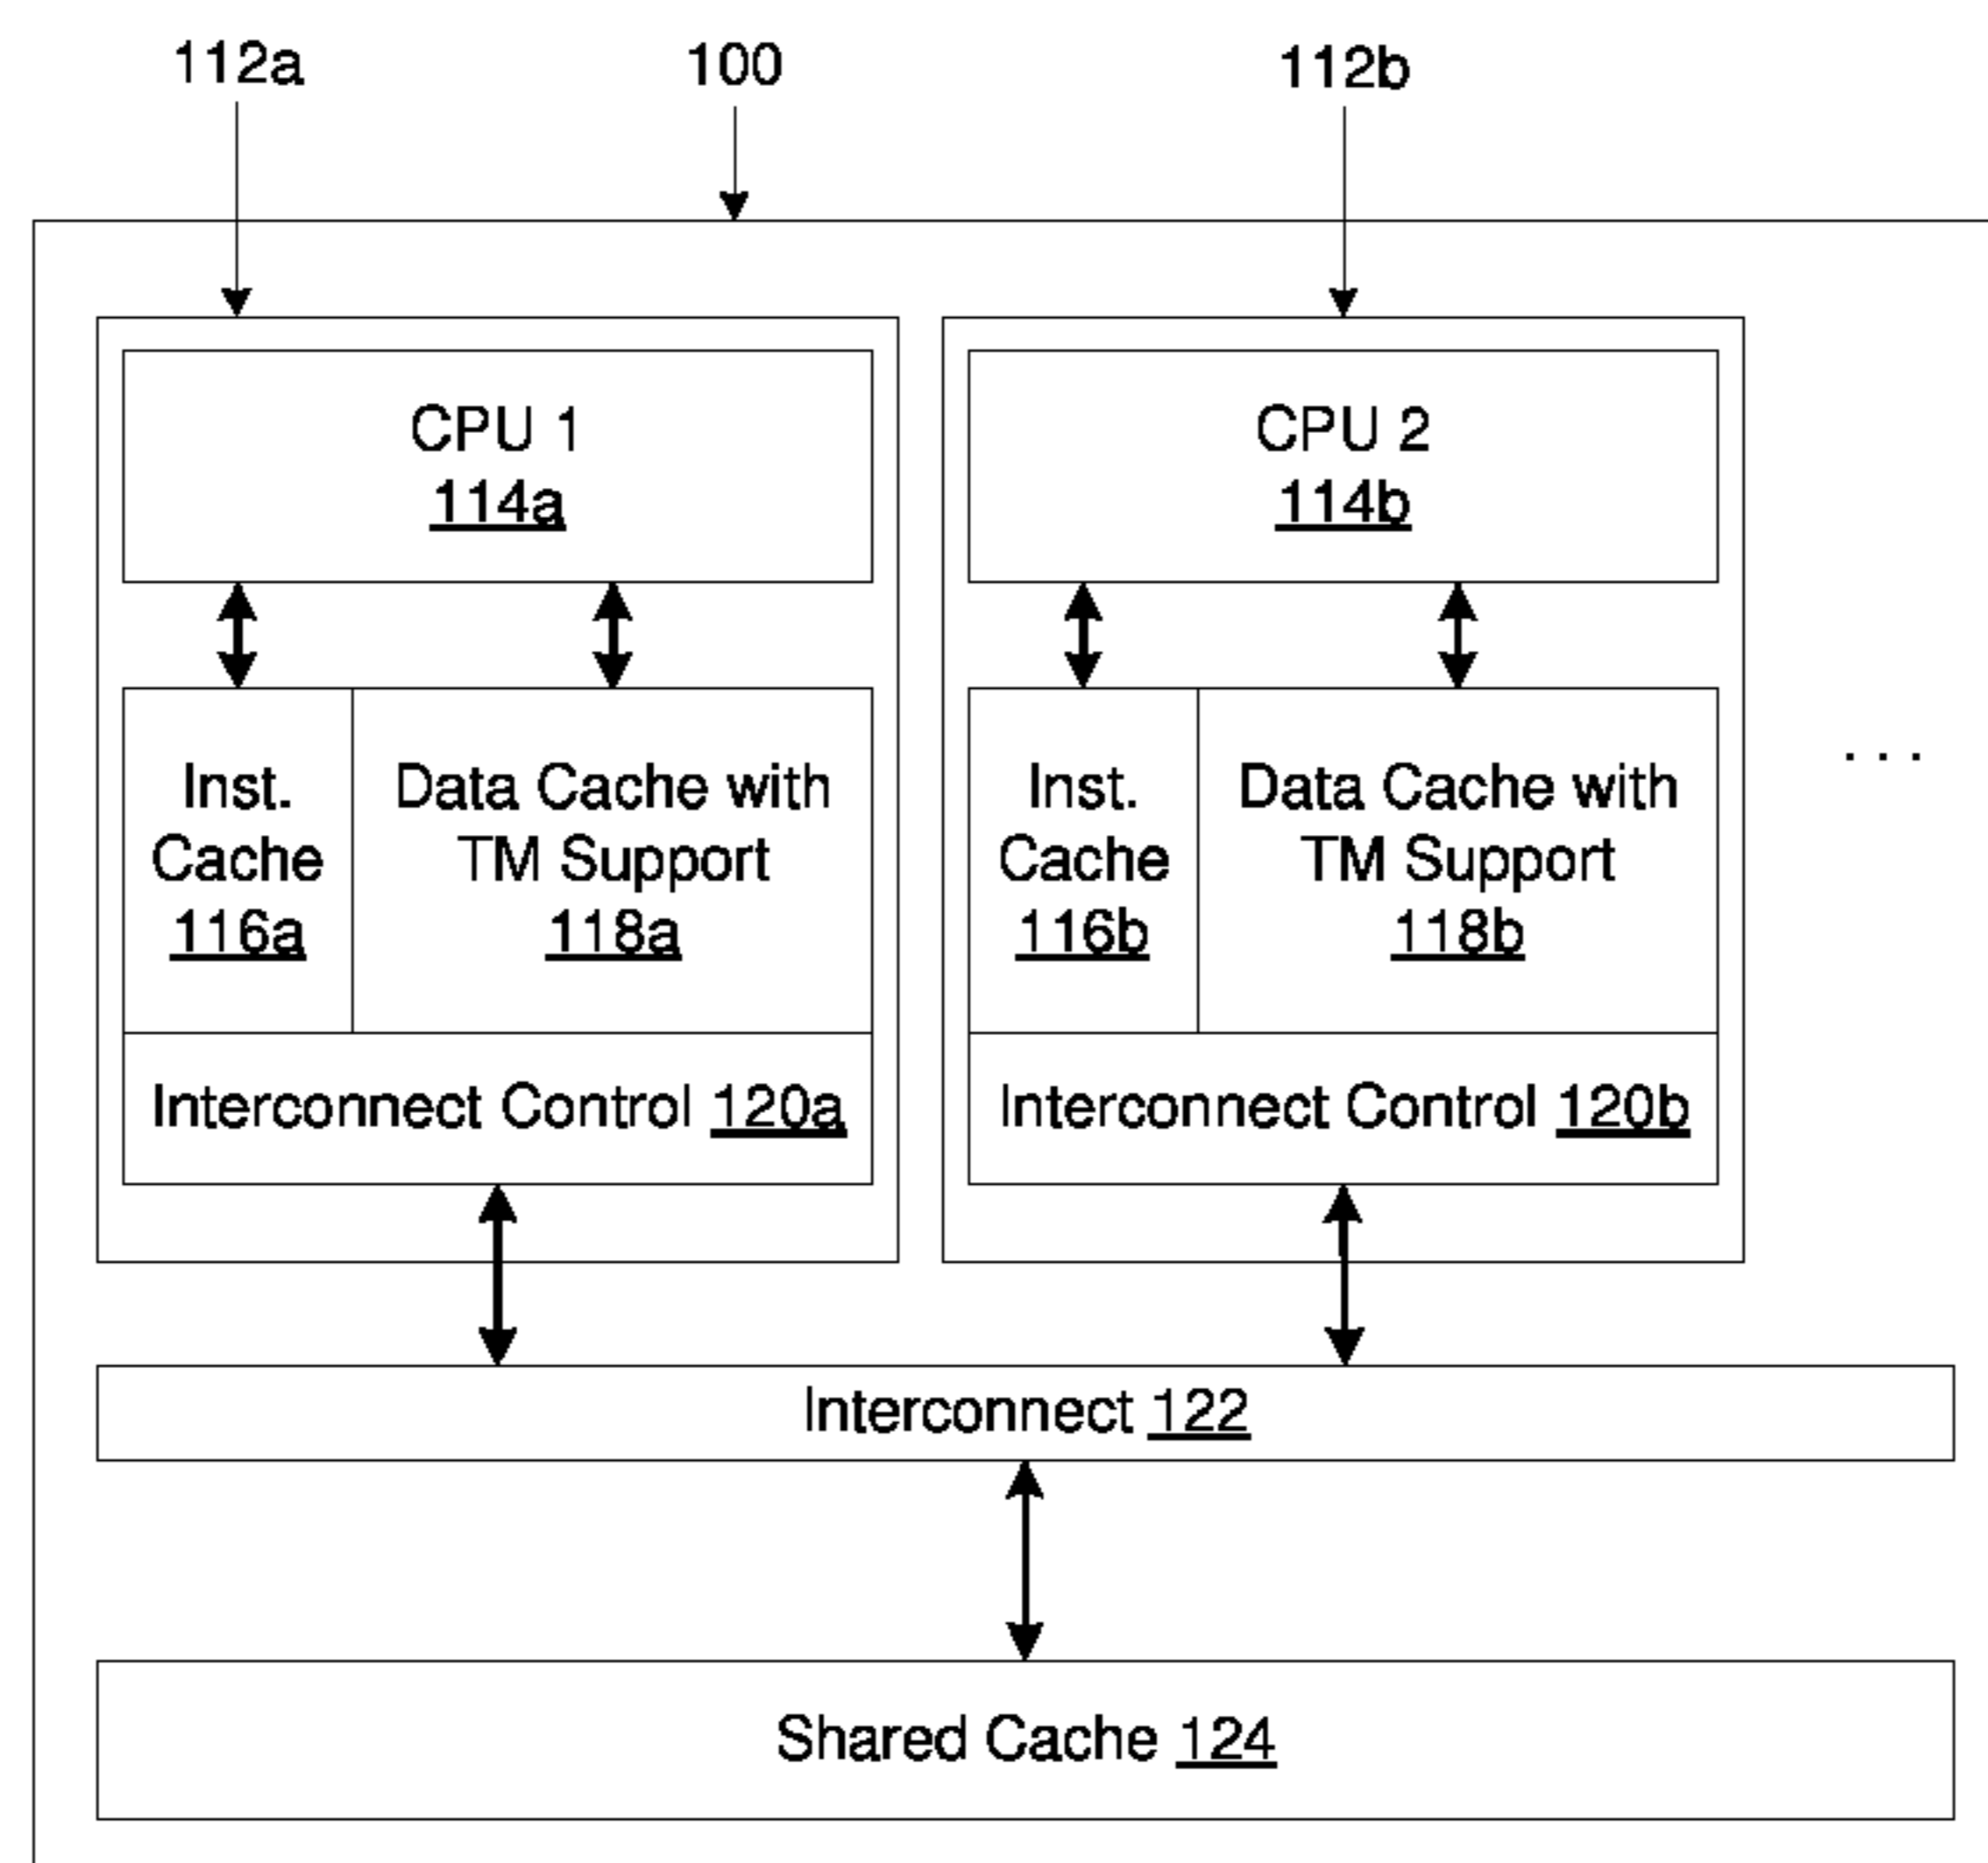 112a 100 112b
CPU 1
114a
CPU 2
114b
Inst.
Cache
116a
Data Cache with
TM Support
118a
Inst.
Cache
116b
Data Cache with
TM Support
118b
. . .
Interconnect Control 120a
Interconnect Control 120b
Interconnect 122
Shared Cache 124